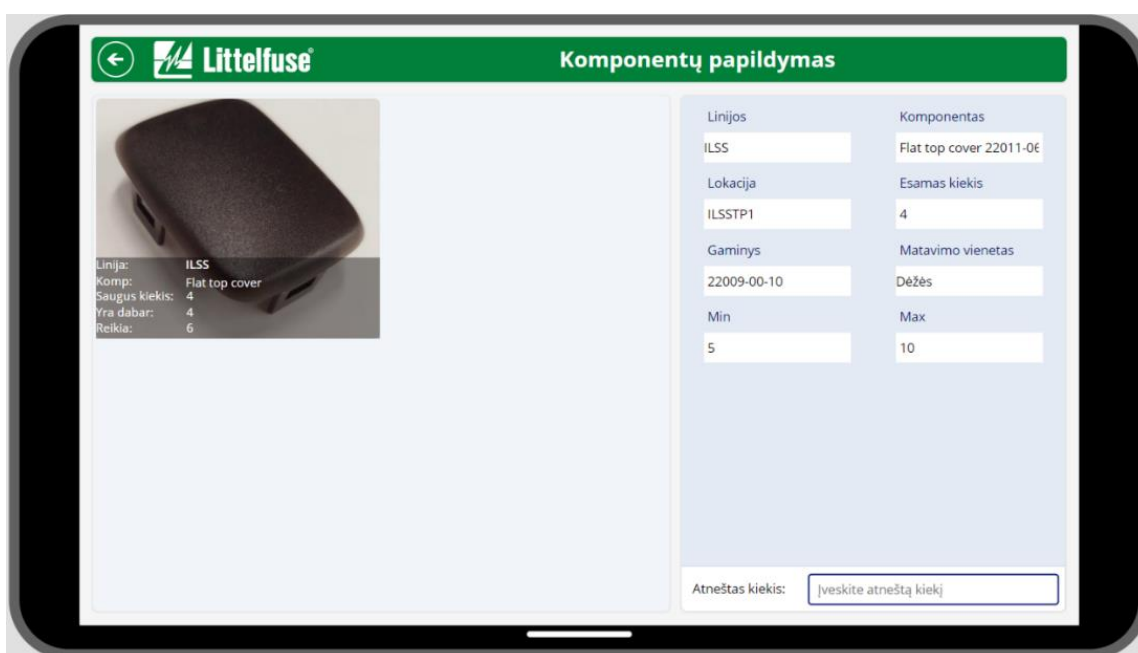 Littelfuse®
Komponentų papildymas
Linija: ILSS
Komp: Flat top cover
Saugus kiekis: 4
Yra dabar: 4
Reikia: 6
Linijos Komponentas
ILSS Flat top cover 22011-06
Lokacija Esamas kiekis
ILSSTP1 4
Gaminys Matavimo vienetas
22009-00-10 Dėžės
Min Max
5 10
Atneštas kiekis: Įveskite atneštą kiekį